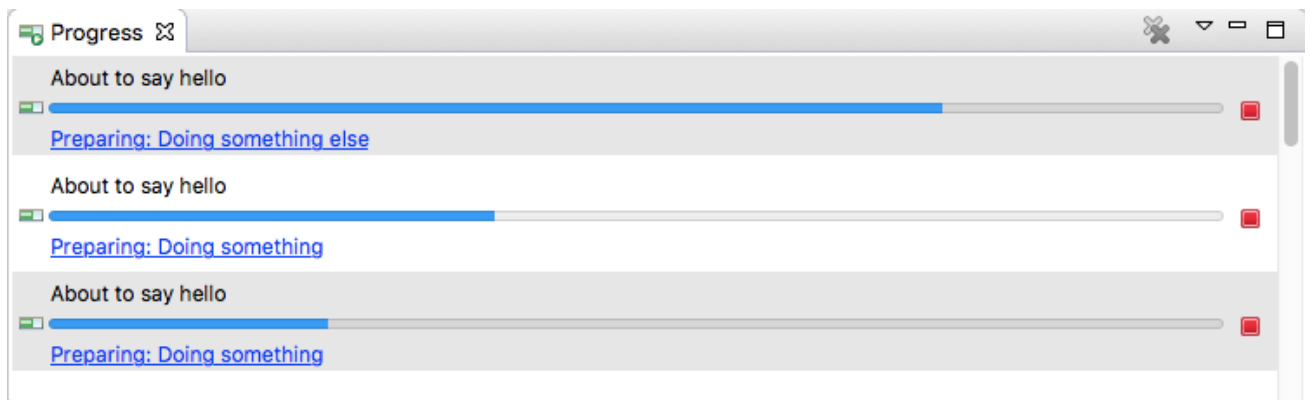 Progress
About to say hello
Preparing: Doing something else
About to say hello
Preparing: Doing something
About to say hello
Preparing: Doing something